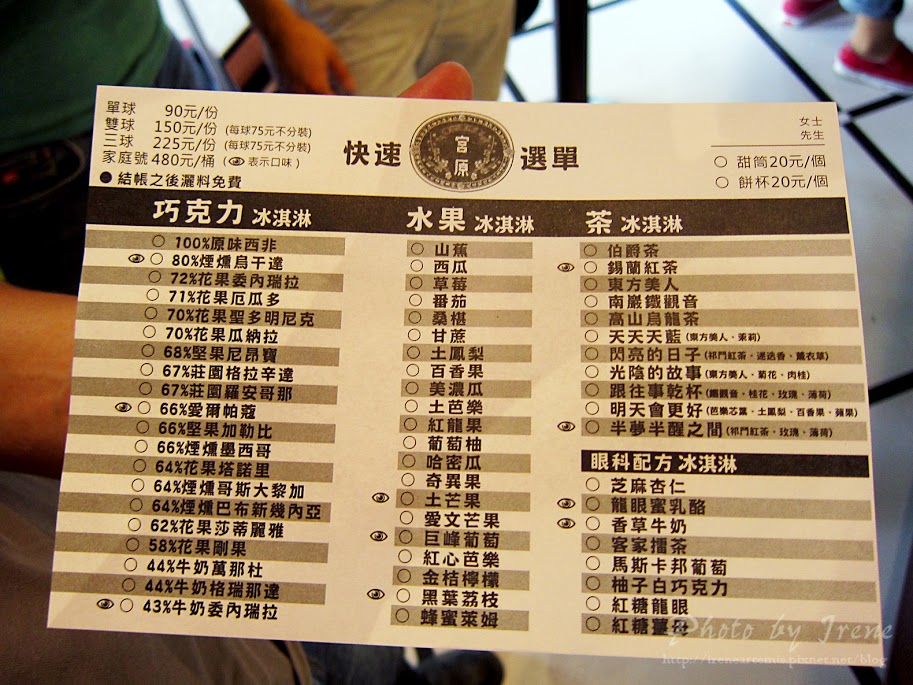 單球 90元/份
雙球 150元/份 (每球75元不分裝)
三球 225元/份 (每球75元不分裝)
家庭號480元/桶 ( 表示口味 )
● 結帳之後灑料免費
快速 宮原 選單
女士
先生
○ 甜筒20元/個
○ 餅杯20元/個
巧克力 冰淇淋
○ 100%原味西非
○ 80%煙燻烏干達
○ 72%花果委內瑞拉
○ 71%花果厄瓜多
○ 70%花果聖多明尼克
○ 70%花果瓜納拉
○ 68%堅果尼昂寶
○ 67%莊園格拉辛達
○ 67%莊園羅安哥那
○ 66%愛爾帕蔻
○ 66%堅果加勒比
○ 66%煙燻墨西哥
○ 64%花果塔諾里
○ 64%煙燻哥斯大黎加
○ 64%煙燻巴布新幾內亞
○ 62%花果莎蒂麗雅
○ 58%花果剛果
○ 44%牛奶萬那杜
○ 44%牛奶格瑞那達
○ 43%牛奶委內瑞拉
水果 冰淇淋
○ 山蕉
○ 西瓜
○ 草莓
○ 番茄
○ 桑椹
○ 甘蔗
○ 土鳳梨
○ 百香果
○ 美濃瓜
○ 土芭樂
○ 紅龍果
○ 葡萄柚
○ 哈密瓜
○ 奇異果
○ 土芒果
○ 愛文芒果
○ 巨峰葡萄
○ 紅心芭樂
○ 金桔檸檬
○ 黑葉荔枝
○ 蜂蜜萊姆
茶 冰淇淋
○ 伯爵茶
○ 錫蘭紅茶
○ 東方美人
○ 南巖鐵觀音
○ 高山烏龍茶
○ 天天天藍 (東方美人・茉莉)
○ 閃亮的日子 (祁門紅茶・迷迭香・薰衣草)
○ 光陰的故事 (東方美人・菊花・肉桂)
○ 跟往事乾杯 (鐵觀音・桂花・玫瑰・薄荷)
○ 明天會更好 (芭樂芯葉・土鳳梨・百香果・蘋果)
○ 半夢半醒之間 (祁門紅茶・玫瑰・薄荷)
眼科配方 冰淇淋
○ 芝麻杏仁
○ 龍眼蜜乳酪
○ 香草牛奶
○ 客家擂茶
○ 馬斯卡邦葡萄
○ 柚子白巧克力
○ 紅糖龍眼
○ 紅糖薑母
Photo by Irene
http://ireneartemis.pixnet.net/blog